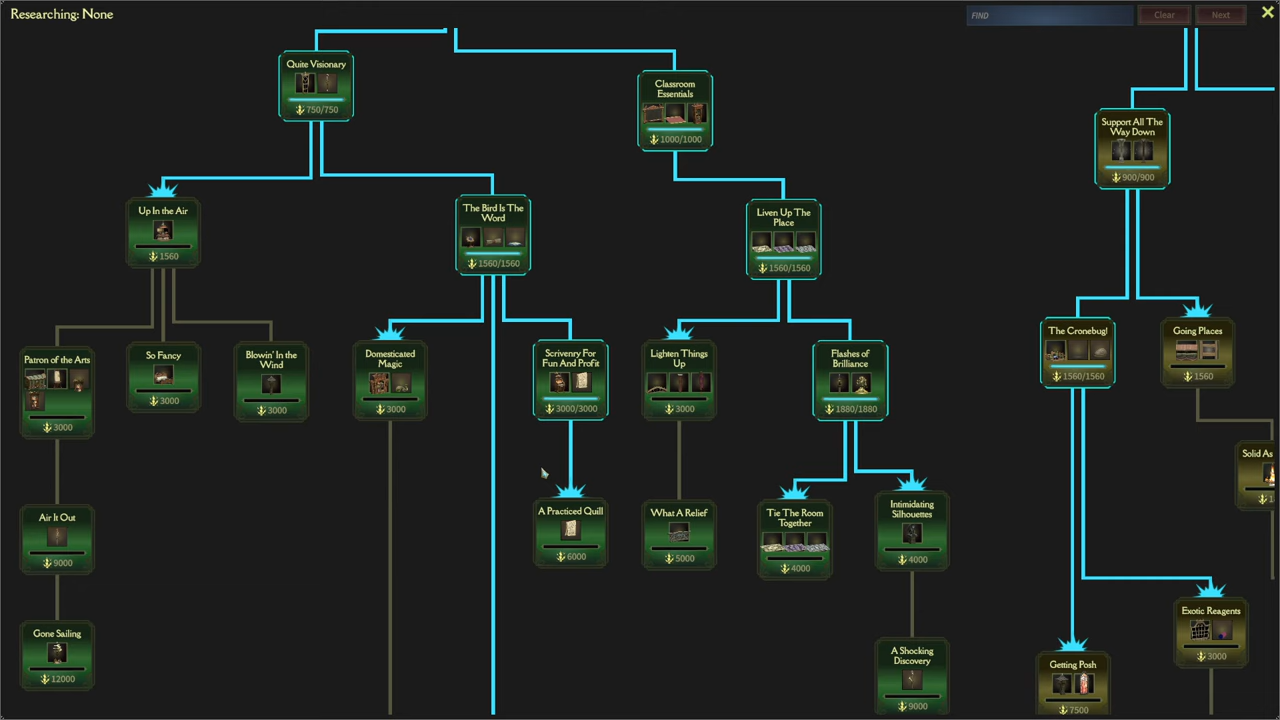 Researching: None
FIND
Clear
Next
Quite Visionary
750/750
Classroom
Essentials
1000/1000
Support All The
Way Down
900/900
Up In the Air
1560
The Bird Is The
Word
1560/1560
Liven Up The
Place
1560/1560
Patron of the Arts
3000
So Fancy
3000
Blowin' In the
Wind
3000
Domesticated
Magic
3000
Scrivenry For
Fun And Profit
3000/3000
Lighten Things
Up
3000
Flashes of
Brilliance
1880/1880
The Cronebug!
1560/1560
Going Places
1560
Solid As
Air It Out
9000
A Practiced Quill
6000
What A Relief
5000
Tie The Room
Together
4000
Intimidating
Silhouettes
4000
Gone Sailing
12000
A Shocking
Discovery
9000
Exotic Reagents
3000
Getting Posh
7500